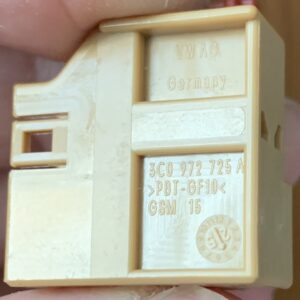 VW AG
Germany
3C0 972 725 A
>PBT-GF10<
GSM 15